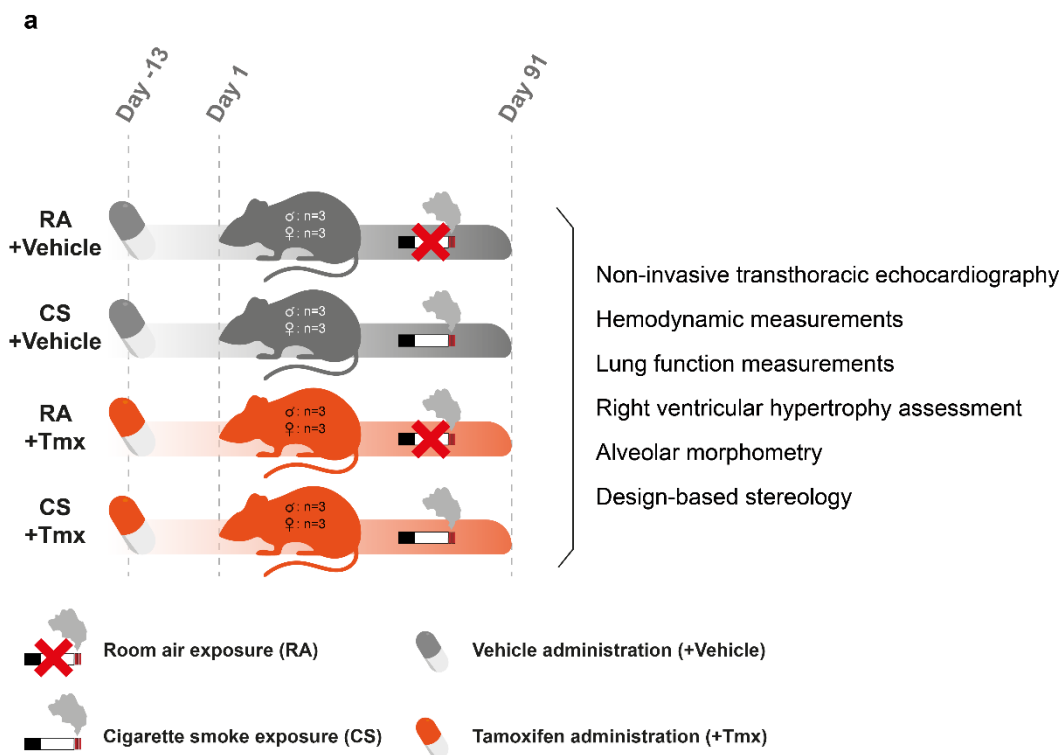 a
Day -13
Day 1
Day 91
RA
+Vehicle
♂: n=3
♀: n=3
CS
+Vehicle
♂: n=3
♀: n=3
RA
+Tmx
♂: n=3
♀: n=3
CS
+Tmx
♂: n=3
♀: n=3
Non-invasive transthoracic echocardiography
Hemodynamic measurements
Lung function measurements
Right ventricular hypertrophy assessment
Alveolar morphometry
Design-based stereology
Room air exposure (RA)
Vehicle administration (+Vehicle)
Cigarette smoke exposure (CS)
Tamoxifen administration (+Tmx)